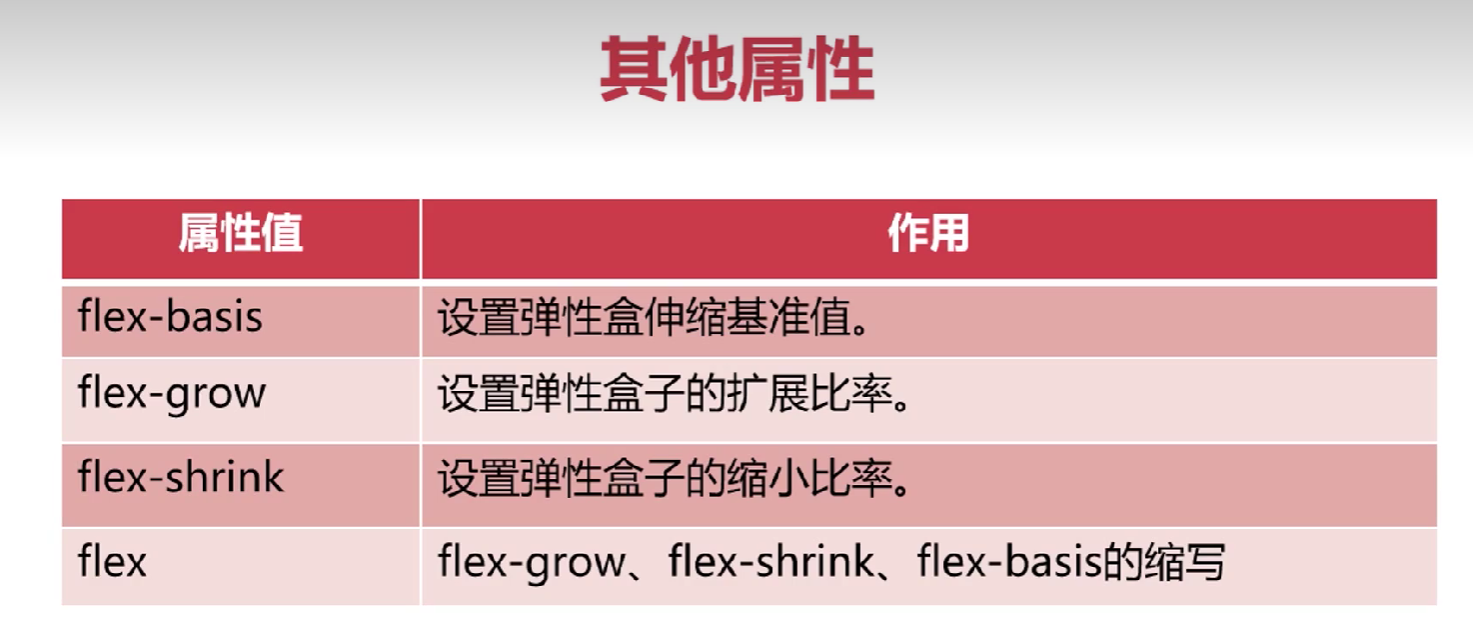 其他属性
属性值 作用
flex-basis 设置弹性盒伸缩基准值。
flex-grow 设置弹性盒子的扩展比率。
flex-shrink 设置弹性盒子的缩小比率。
flex flex-grow、flex-shrink、flex-basis的缩写